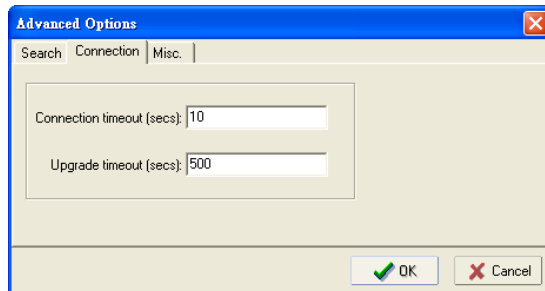 Advanced Options
Search Connection Misc.
Connection timeout (secs): 10
Upgrade timeout (secs): 500
OK Cancel